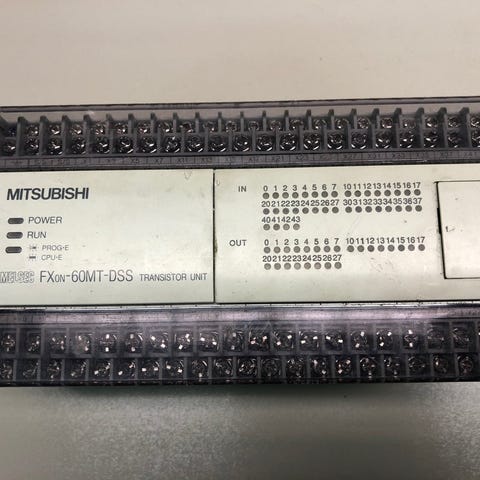 MITSUBISHI
POWER
RUN
PROG-E
CPU-E
MELSEC FX0N-60MT-DSS TRANSISTOR UNIT
IN 0 1 2 3 4 5 6 7 10 11 12 13 14 15 16 17
20 21 22 23 24 25 26 27 30 31 32 33 34 35 36 37
40 41 42 43
OUT 0 1 2 3 4 5 6 7 10 11 12 13 14 15 16 17
20 21 22 23 24 25 26 27